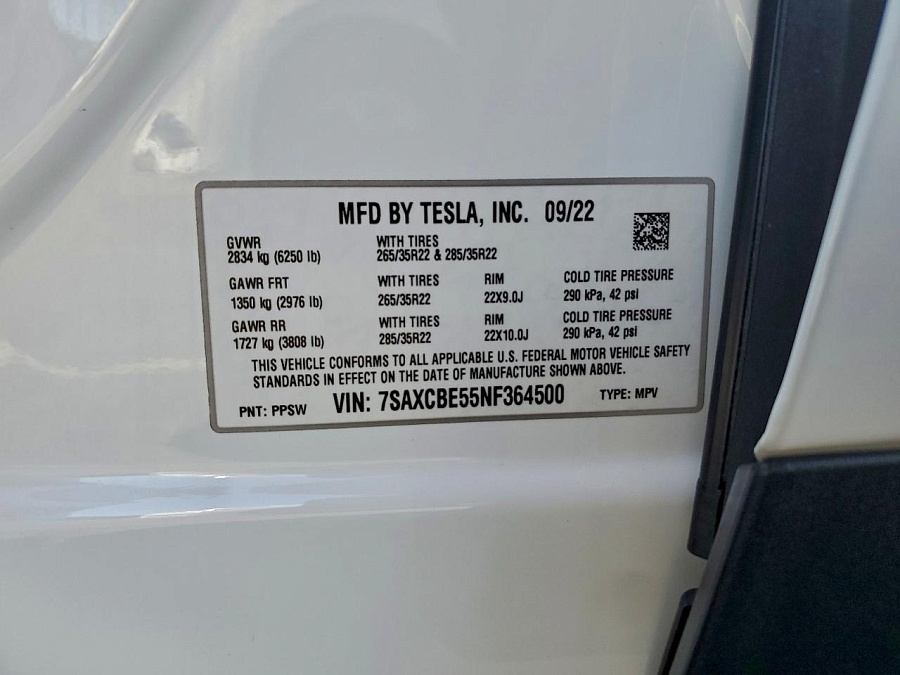 MFD BY TESLA, INC. 09/22
GVWR WITH TIRES
2834 kg (6250 lb) 265/35R22 & 285/35R22
GAWR FRT WITH TIRES RIM COLD TIRE PRESSURE
1350 kg (2976 lb) 265/35R22 22X9.0J 290 kPa, 42 psi
GAWR RR WITH TIRES RIM COLD TIRE PRESSURE
1727 kg (3808 lb) 285/35R22 22X10.0J 290 kPa, 42 psi
THIS VEHICLE CONFORMS TO ALL APPLICABLE U.S. FEDERAL MOTOR VEHICLE SAFETY
STANDARDS IN EFFECT ON THE DATE OF MANUFACTURE SHOWN ABOVE.
PNT: PPSW VIN: 7SAXCBE55NF364500 TYPE: MPV